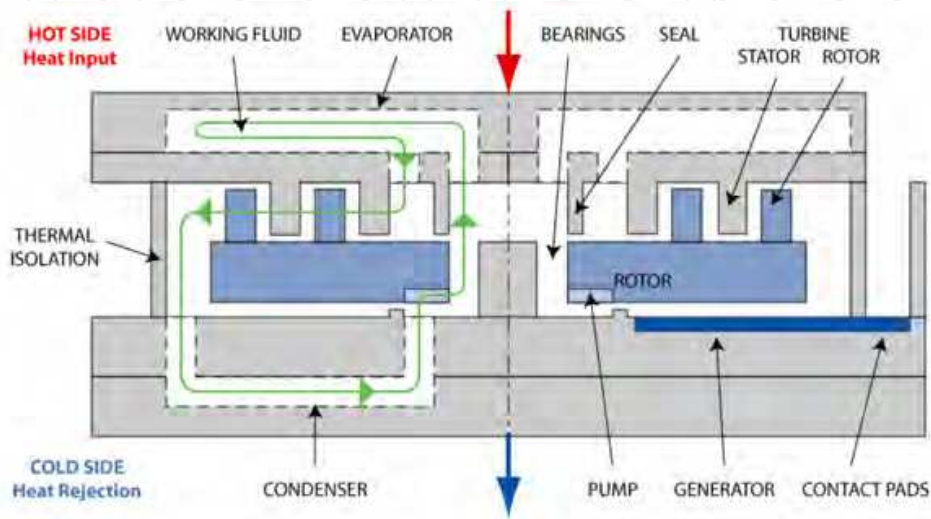 HOT SIDE
Heat Input
WORKING FLUID
EVAPORATOR
BEARINGS
SEAL
TURBINE
STATOR
ROTOR
THERMAL
ISOLATION
ROTOR
COLD SIDE
Heat Rejection
CONDENSER
PUMP
GENERATOR
CONTACT PADS